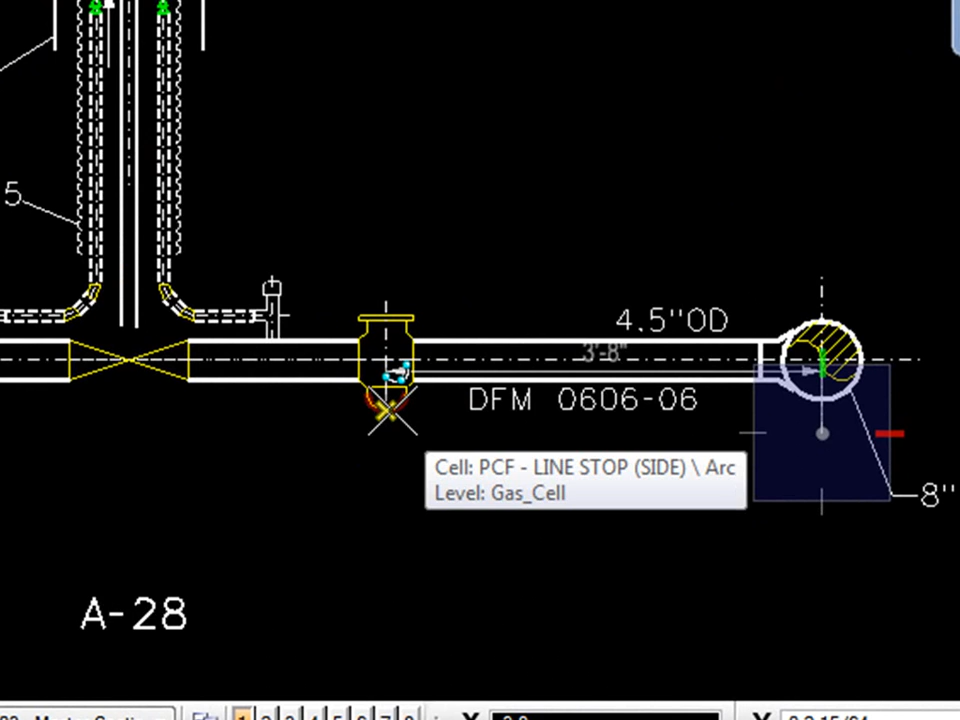 5
4.5''OD
3'-8"
DFM 0606-06
Cell: PCF - LINE STOP (SIDE) \ Arc
Level: Gas_Cell
8''
A-28
1